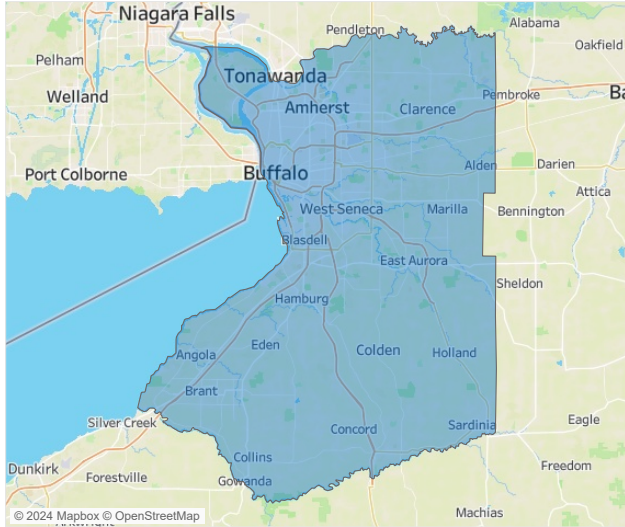 Niagara Falls
Pendleton
Alabama
Oakfield
Pelham
Tonawanda
Welland
Amherst
Clarence
Pembroke
Ba
Port Colborne
Buffalo
Alden
Darien
Attica
West Seneca
Marilla
Bennington
Blasdell
East Aurora
Sheldon
Hamburg
Eden
Colden
Holland
Angola
Brant
Silver Creek
Concord
Sardinia
Eagle
Dunkirk
Collins
Freedom
Forestville
Gowanda
Machias
© 2024 Mapbox © OpenStreetMap